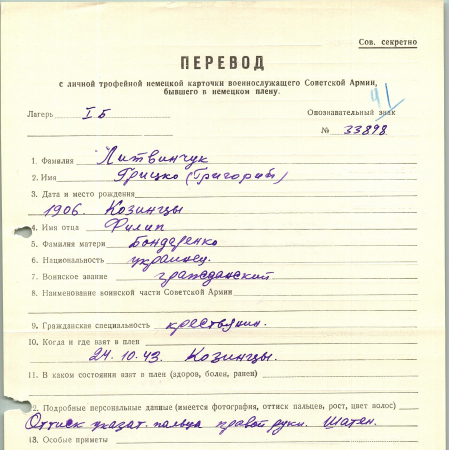 Сов. секретно
ПЕРЕВОД
с личной трофейной немецкой карточки военнослужащего Советской Армии,
бывшего в немецком плену.
91
Лагерь I Б Опознавательный знак
№ 33898
1. Фамилия Литвинчук
2. Имя Грицко (Григорий)
3. Дата и место рождения
1906. Козинцы
4. Имя отца Филип
5. Фамилия матери Бондаренко
6. Национальность украинец.
7. Воинское звание гражданский
8. Наименование воинской части Советской Армии
9. Гражданская специальность крестьянин.
10. Когда и где взят в плен
24.10.43. Козинцы.
11. В каком состоянии взят в плен (здоров, болен, ранен)
2. Подробные персональные данные (имеется фотография, оттиск пальцев, рост, цвет волос)
Оттиск указат. пальца правой руки. Шатен.
13. Особые приметы